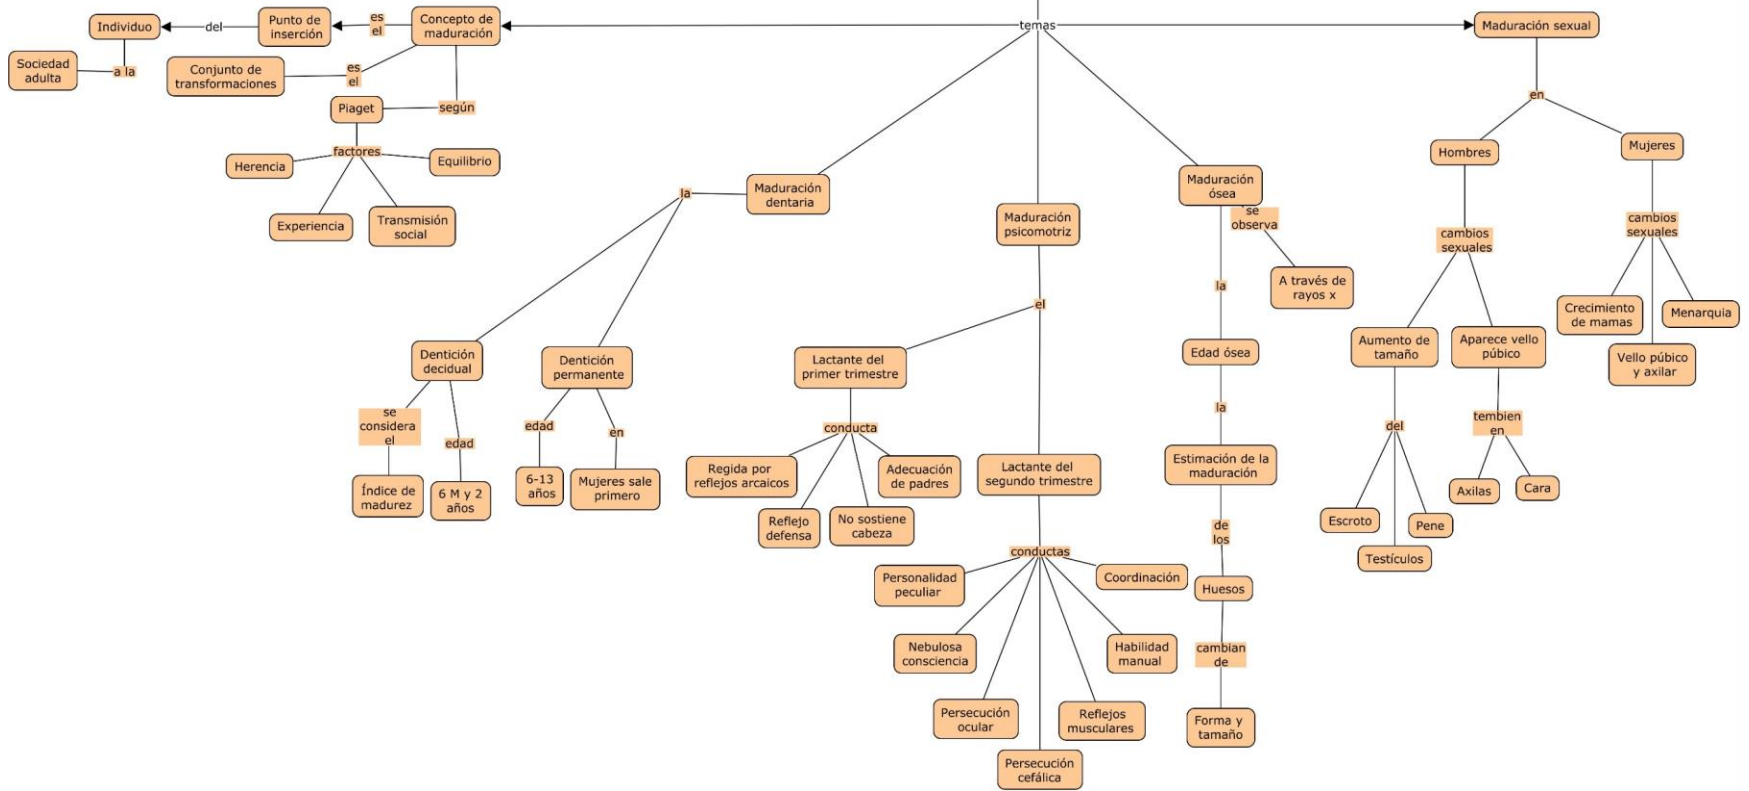 Individuo
del
Punto de
inserción
es
el
Concepto de
maduración
temas
Maduración sexual
Sociedad
adulta
a la
Conjunto de
transformaciones
es
el
Piaget
según
factores
Herencia
Equilibrio
Experiencia
Transmisión
social
Maduración
dentaria
la
Dentición
decidual
se
considera
el
Índice de
madurez
edad
6 M y 2
años
Dentición
permanente
edad
6-13
años
en
Mujeres sale
primero
Maduración
psicomotriz
el
Lactante del
primer trimestre
conducta
Regida por
reflejos arcaicos
Reflejo
defensa
No sostiene
cabeza
Adecuación
de padres
Lactante del
segundo trimestre
conductas
Personalidad
peculiar
Nebulosa
consciencia
Persecución
ocular
Persecución
cefálica
Reflejos
musculares
Habilidad
manual
Coordinación
Maduración
ósea
se
observa
A través de
rayos x
la
Edad ósea
la
Estimación de la
maduración
de
los
Huesos
cambian
de
Forma y
tamaño
en
Hombres
cambios
sexuales
Aumento de
tamaño
del
Escroto
Testículos
Pene
Aparece vello
púbico
tembien
en
Axilas
Cara
Mujeres
cambios
sexuales
Crecimiento
de mamas
Vello púbico
y axilar
Menarquia